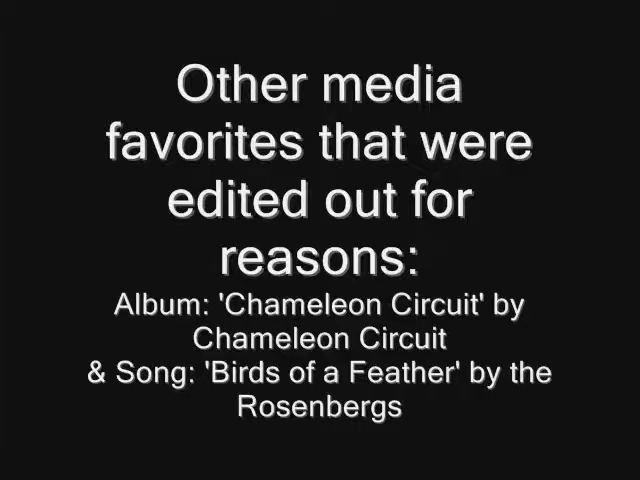 Other media
favorites that were
edited out for
reasons:
Album: 'Chameleon Circuit' by
Chameleon Circuit
& Song: 'Birds of a Feather' by the
Rosenbergs